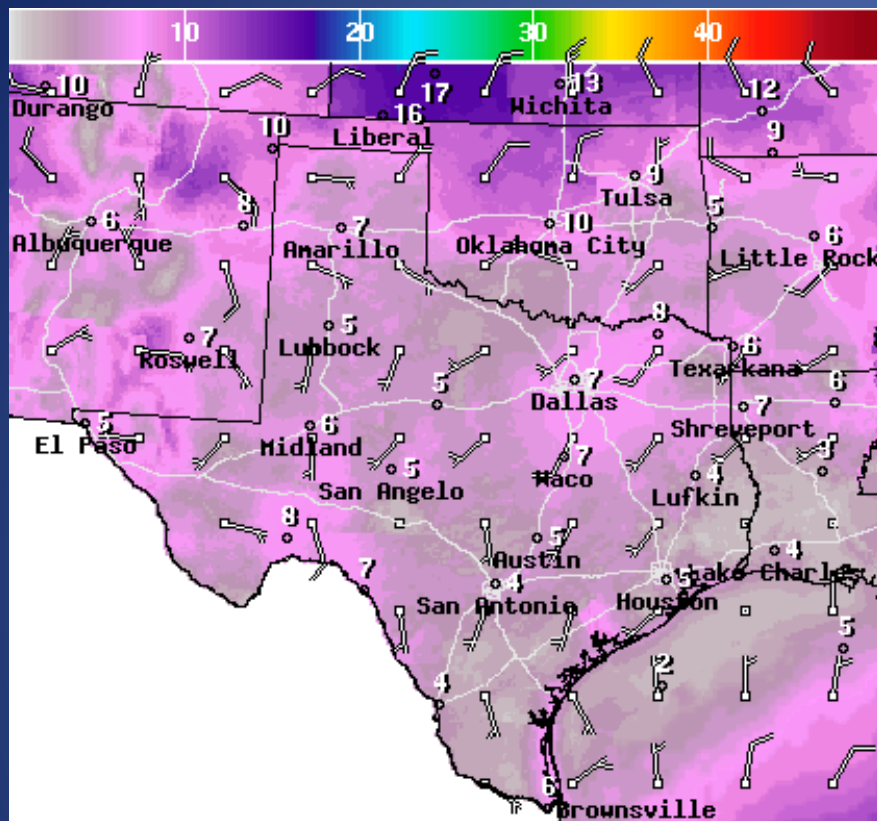 10 20 30 40
10 17 13 12
Durango Wichita
16
Liberal
10 9
9
Tulsa
6 8 7 10 5 6
Albuquerque Amarillo Oklahoma City Little Rock
5 8
7 6
Roswell Lubbock Texarkana
7
5 Dallas 7 6
5 6 Shreveport
El Paso Midland 7
5 4
San Angelo Waco Lufkin
8 5 4
Austin Lake Charles
7 4 5
San Antonio Houston
5
4 2
6
Brownsville